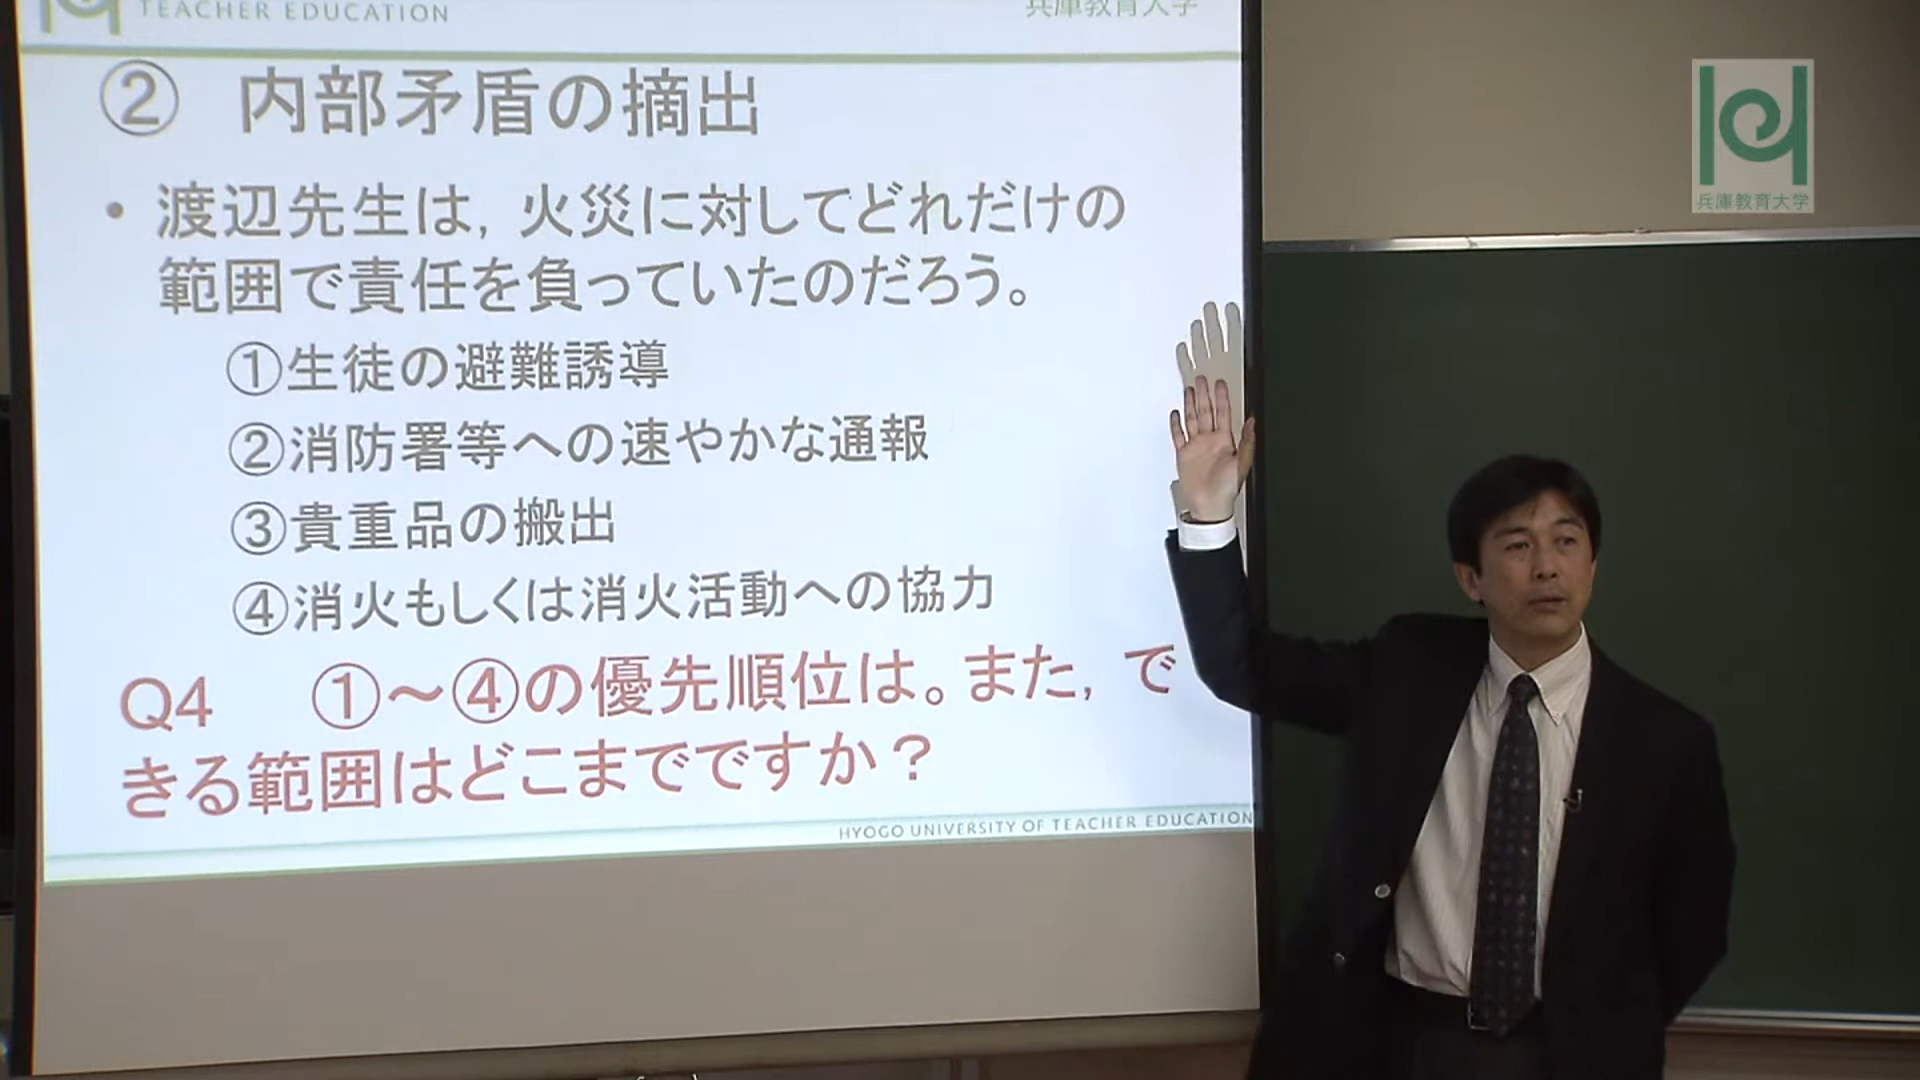 TEACHER EDUCATION
兵庫教育大学
② 内部矛盾の摘出
・渡辺先生は，火災に対してどれだけの
範囲で責任を負っていたのだろう。
①生徒の避難誘導
②消防署等への速やかな通報
③貴重品の搬出
④消火もしくは消火活動への協力
Q4 ①～④の優先順位は。また，で
きる範囲はどこまでですか？
HYOGO UNIVERSITY OF TEACHER EDUCATION
兵庫教育大学